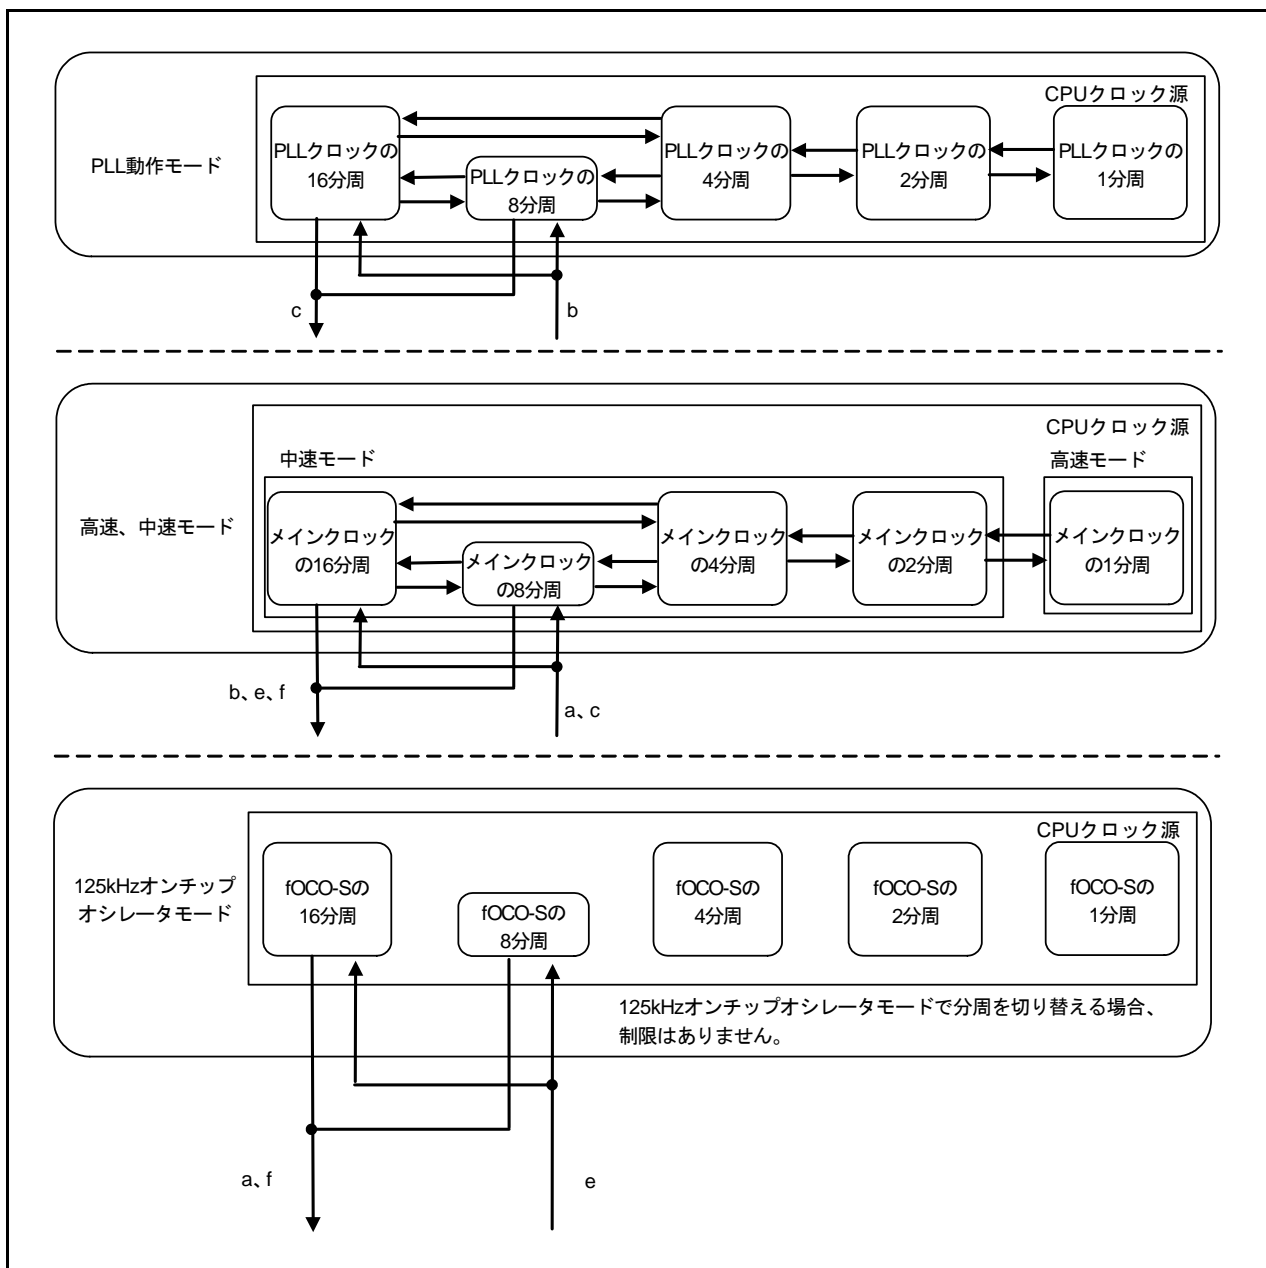 CPUクロック源
PLL動作モード
PLLクロックの
16分周
PLLクロックの
8分周
PLLクロックの
4分周
PLLクロックの
2分周
PLLクロックの
1分周
c
b
CPUクロック源
中速モード
高速モード
高速、中速モード
メインクロック
の16分周
メインクロック
の8分周
メインクロック
の4分周
メインクロック
の2分周
メインクロック
の1分周
b、e、f
a、c
CPUクロック源
125kHzオンチップ
オシレータモード
fOCO-Sの
16分周
fOCO-Sの
8分周
fOCO-Sの
4分周
fOCO-Sの
2分周
fOCO-Sの
1分周
125kHzオンチップオシレータモードで分周を切り替える場合、
制限はありません。
a、f
e